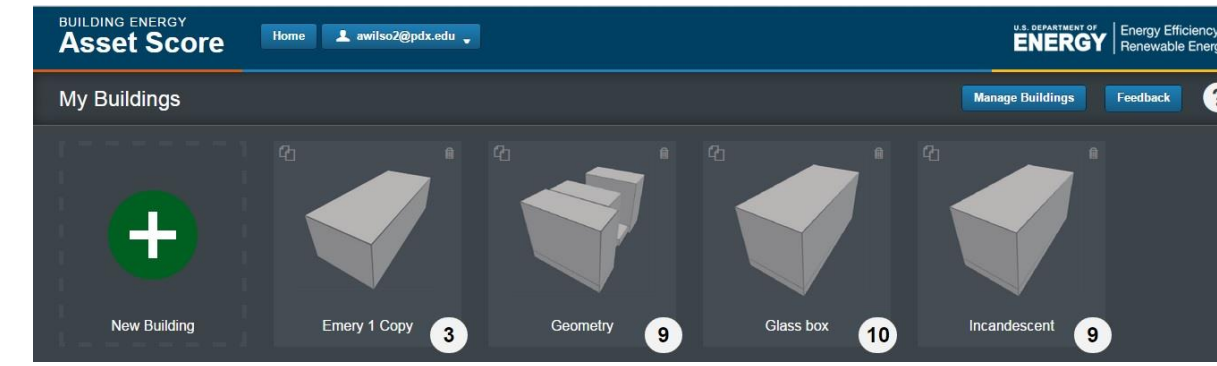 BUILDING ENERGY
Asset Score
Home
awilso2@pdx.edu
U.S. DEPARTMENT OF
ENERGY
Energy Efficiency
Renewable
My Buildings
Manage Buildings
Feedback
?
New Building
Emery 1 Copy
3
Geometry
9
Glass box
10
Incandescent
9